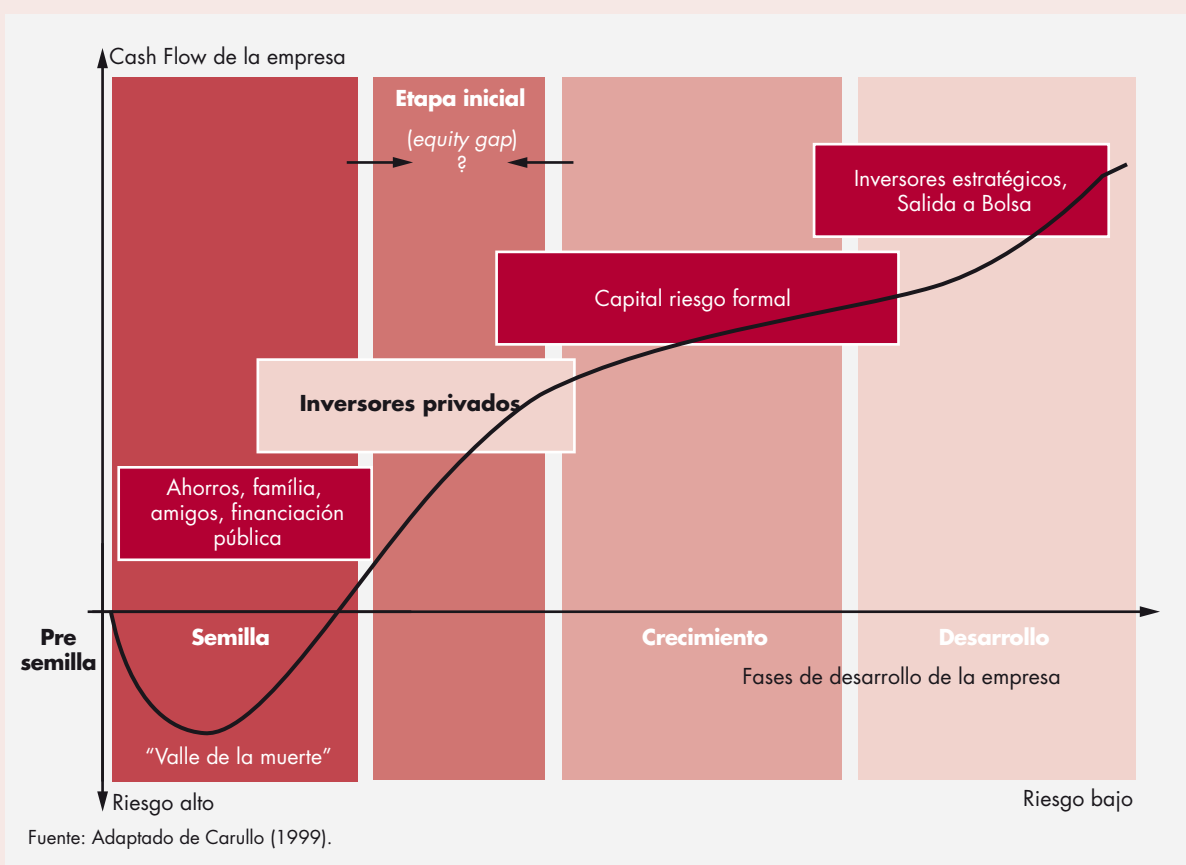 Cash Flow de la empresa
Etapa inicial
(equity gap)
?
Inversores estratégicos,
Salida a Bolsa
Capital riesgo formal
Inversores privados
Ahorros, família,
amigos, financiación
pública
Pre
semilla
Semilla
Crecimiento
Desarrollo
Fases de desarrollo de la empresa
“Valle de la muerte”
Riesgo alto
Riesgo bajo
Fuente: Adaptado de Carullo (1999).